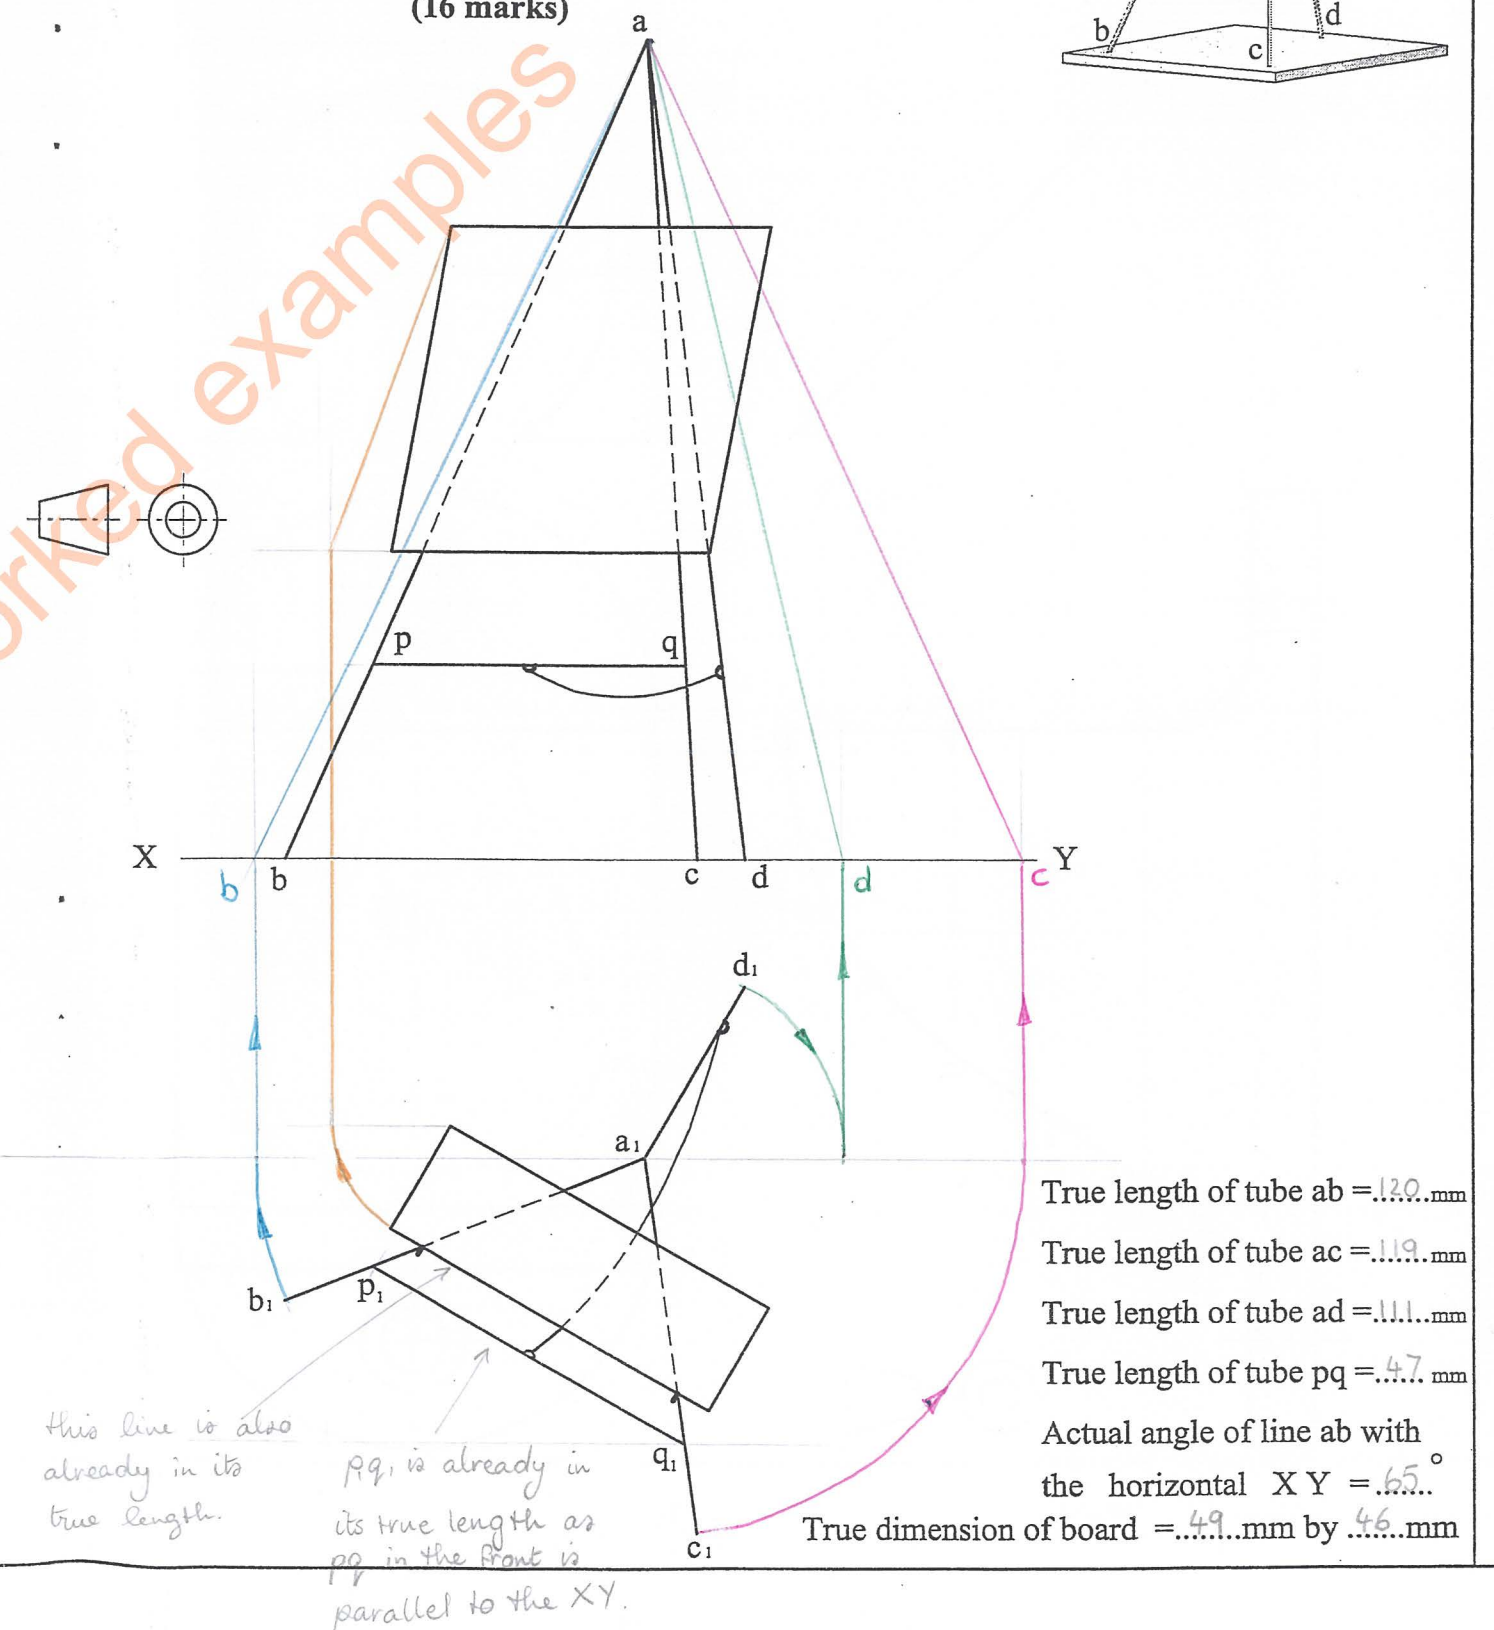 (16 marks)
a
b
c
d
orked examples
p
q
X
b
b
c
d
d
c
Y
d1
a1
b1
p1
q1
c1
True length of tube ab =.120..mm
True length of tube ac =.119..mm
True length of tube ad =.111..mm
True length of tube pq =.47.. mm
Actual angle of line ab with
the horizontal X Y =.65..°
True dimension of board =..49..mm by .46..mm
this line is also
already in its
true length.
p1q1 is already in
its true length as
pq in the front is
parallel to the XY.